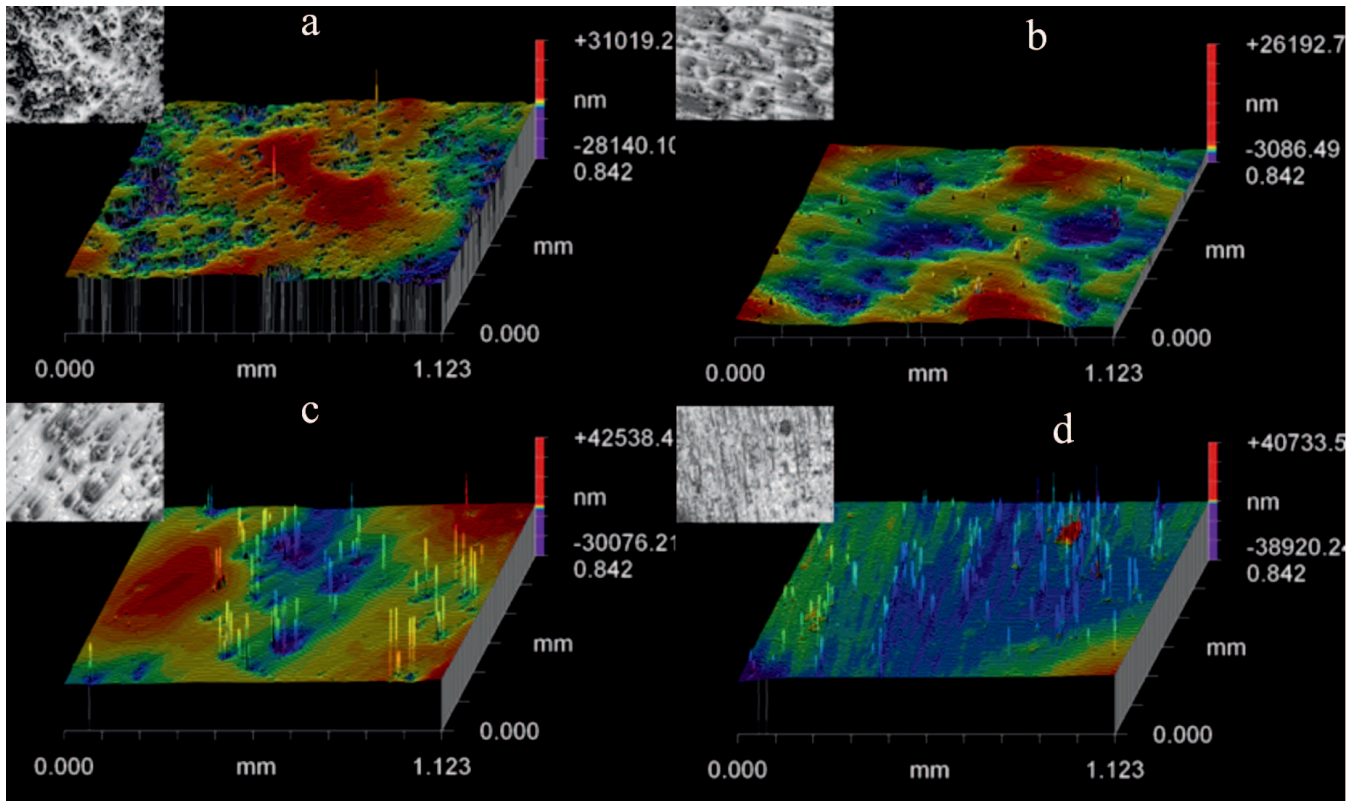 a
+31019.2
nm
-28140.10
0.842
mm
0.000
0.000 mm 1.123
b
+26192.7
nm
-3086.49
0.842
mm
0.000
0.000 mm 1.123
c
+42538.4
nm
-30076.21
0.842
mm
0.000
0.000 mm 1.123
d
+40733.5
nm
-38920.24
0.842
mm
0.000
0.000 mm 1.123